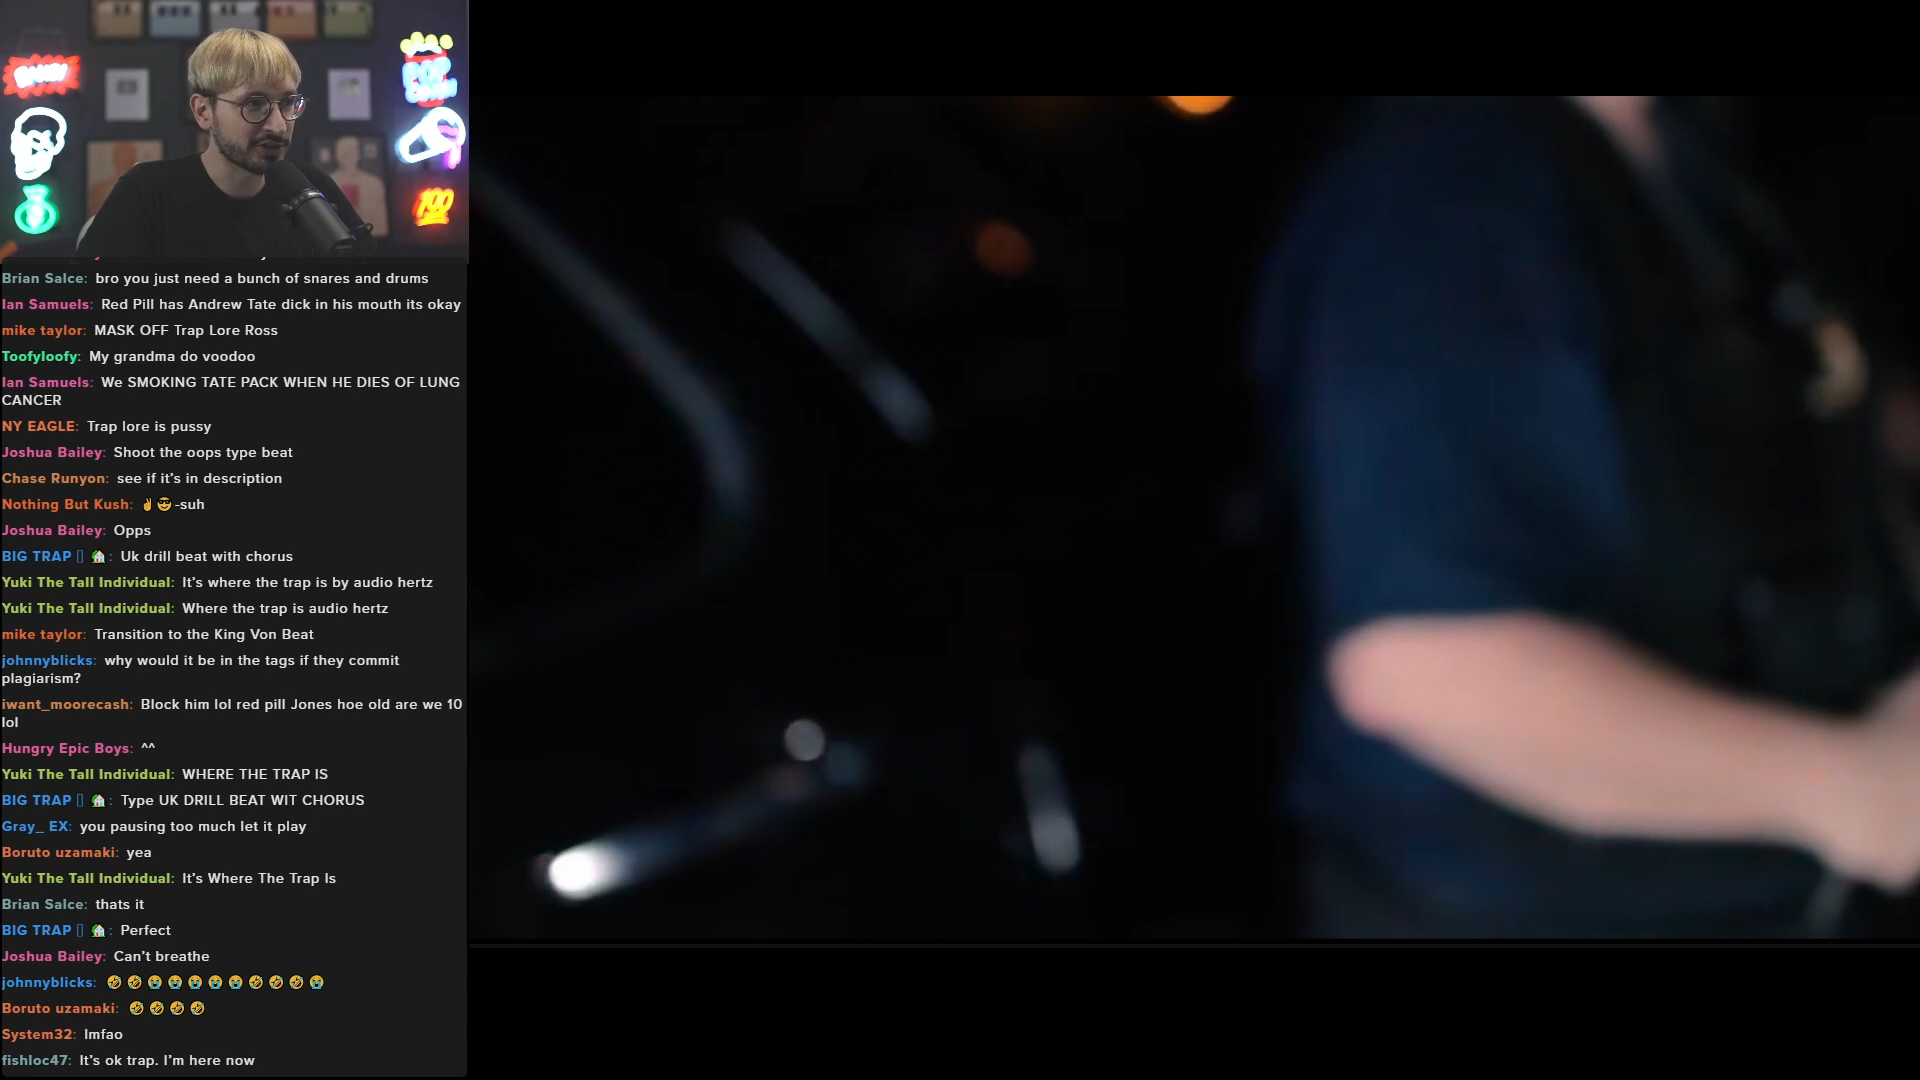 POP
100
Brian Salce: bro you just need a bunch of snares and drums
Ian Samuels: Red Pill has Andrew Tate dick in his mouth its okay
mike taylor: MASK OFF Trap Lore Ross
Toofyloofy: My grandma do voodoo
Ian Samuels: We SMOKING TATE PACK WHEN HE DIES OF LUNG
CANCER
NY EAGLE: Trap lore is pussy
Joshua Bailey: Shoot the oops type beat
Chase Runyon: see if it's in description
Nothing But Kush: ✌😎-suh
Joshua Bailey: Opps
BIG TRAP ▯ 🏠: Uk drill beat with chorus
Yuki The Tall Individual: It's where the trap is by audio hertz
Yuki The Tall Individual: Where the trap is audio hertz
mike taylor: Transition to the King Von Beat
johnnyblicks: why would it be in the tags if they commit
plagiarism?
iwant_moorecash: Block him lol red pill Jones hoe old are we 10
lol
Hungry Epic Boys: ^^
Yuki The Tall Individual: WHERE THE TRAP IS
BIG TRAP ▯ 🏠: Type UK DRILL BEAT WIT CHORUS
Gray_ EX: you pausing too much let it play
Boruto uzamaki: yea
Yuki The Tall Individual: It's Where The Trap Is
Brian Salce: thats it
BIG TRAP ▯ 🏠: Perfect
Joshua Bailey: Can't breathe
johnnyblicks: 🤣🤣😭😭😭😭😭🤣🤣🤣😭
Boruto uzamaki: 🤣🤣🤣🤣
System32: lmfao
fishloc47: It's ok trap. I'm here now